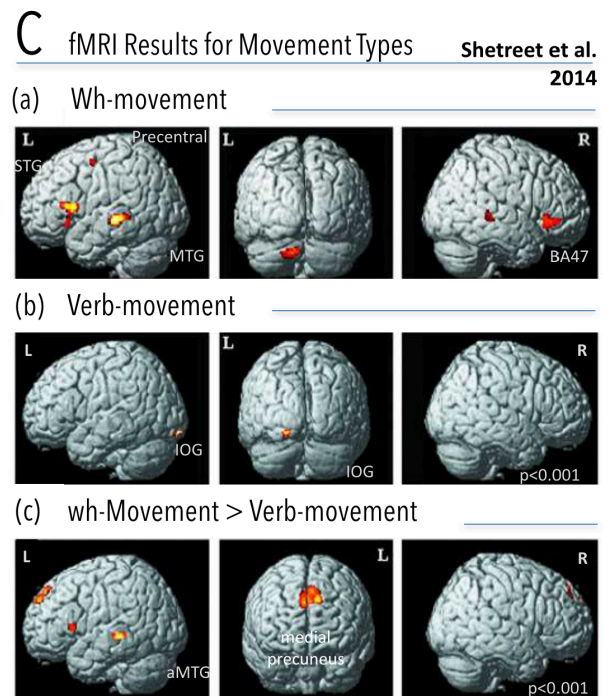 C fMRI Results for Movement Types Shetreet et al.
2014
(a) Wh-movement
L Precentral L R
STG
MTG BA47
(b) Verb-movement
L L R
IOG
IOG p<0.001
(c) wh-Movement > Verb-movement
L L R
medial
precuneus
aMTG
p<0.001